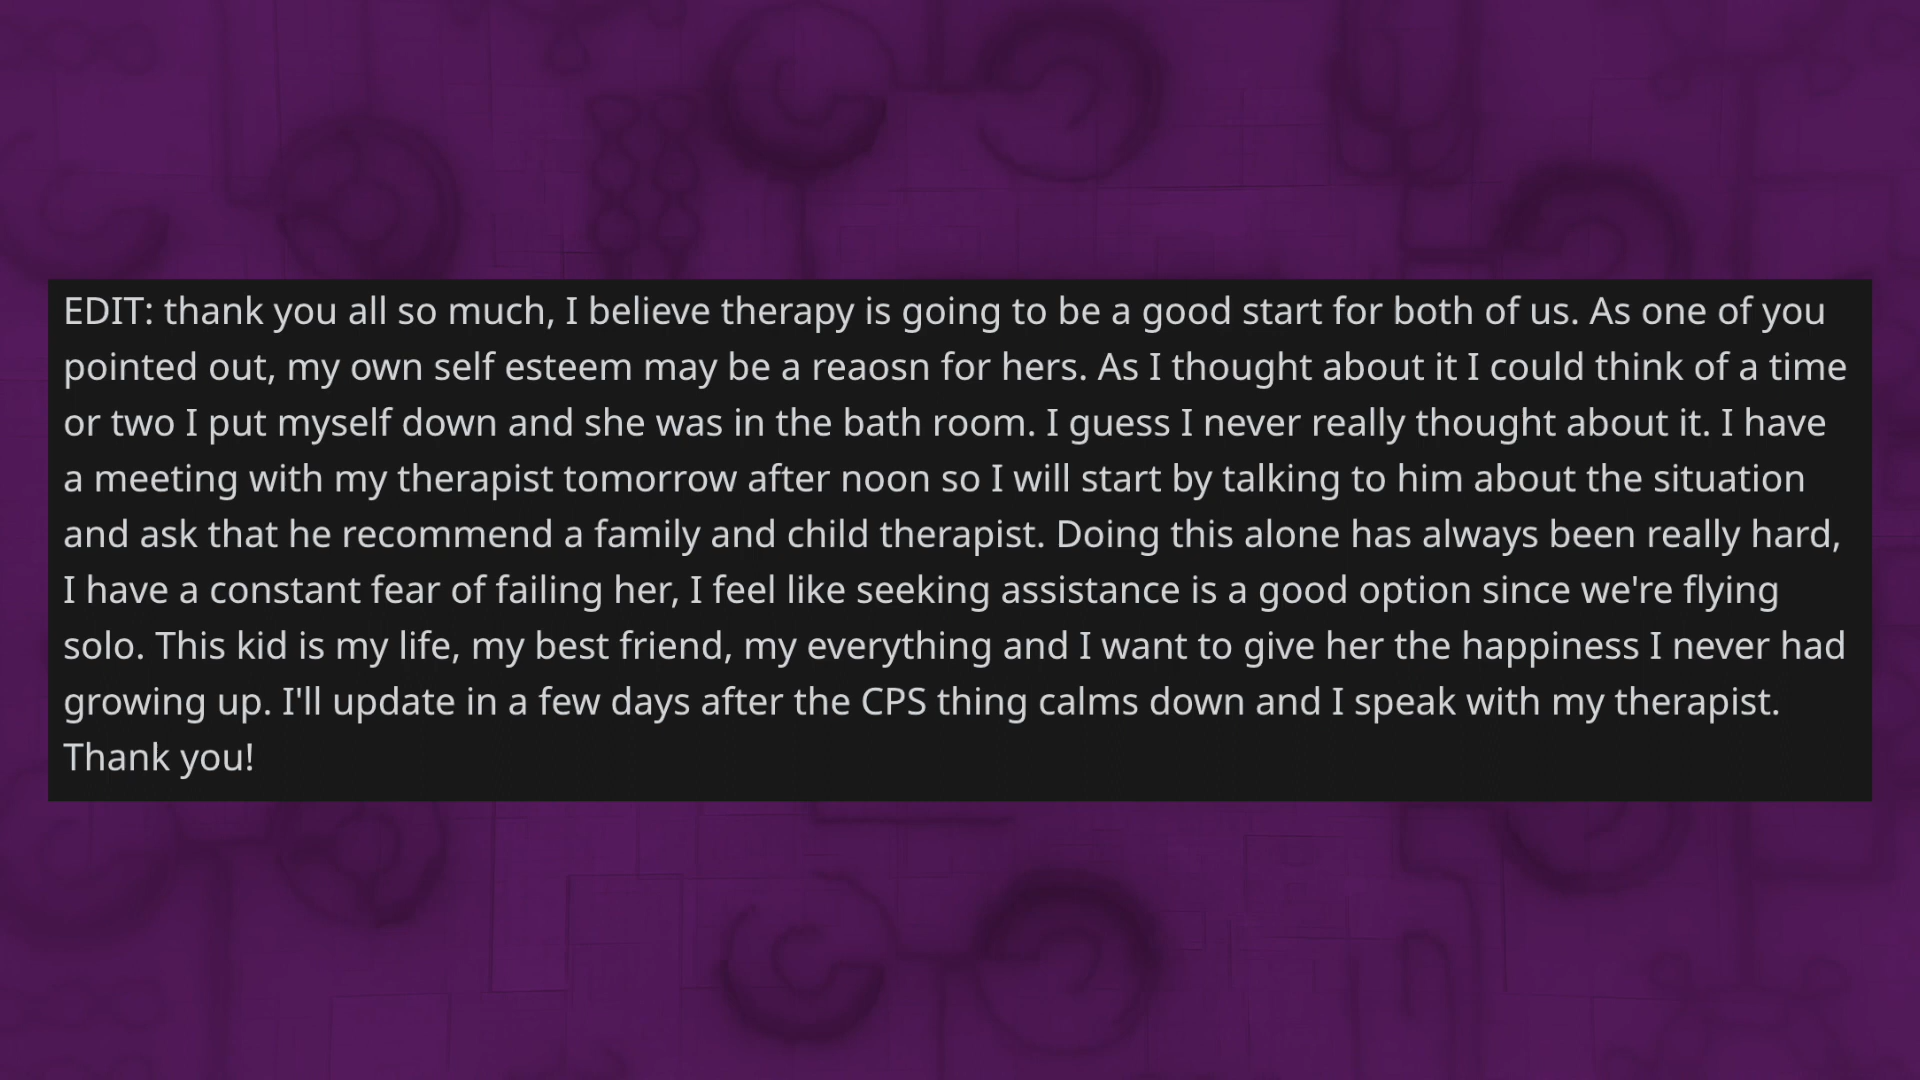 EDIT: thank you all so much, I believe therapy is going to be a good start for both of us. As one of you
pointed out, my own self esteem may be a reaosn for hers. As I thought about it I could think of a time
or two I put myself down and she was in the bath room. I guess I never really thought about it. I have
a meeting with my therapist tomorrow after noon so I will start by talking to him about the situation
and ask that he recommend a family and child therapist. Doing this alone has always been really hard,
I have a constant fear of failing her, I feel like seeking assistance is a good option since we're flying
solo. This kid is my life, my best friend, my everything and I want to give her the happiness I never had
growing up. I'll update in a few days after the CPS thing calms down and I speak with my therapist.
Thank you!